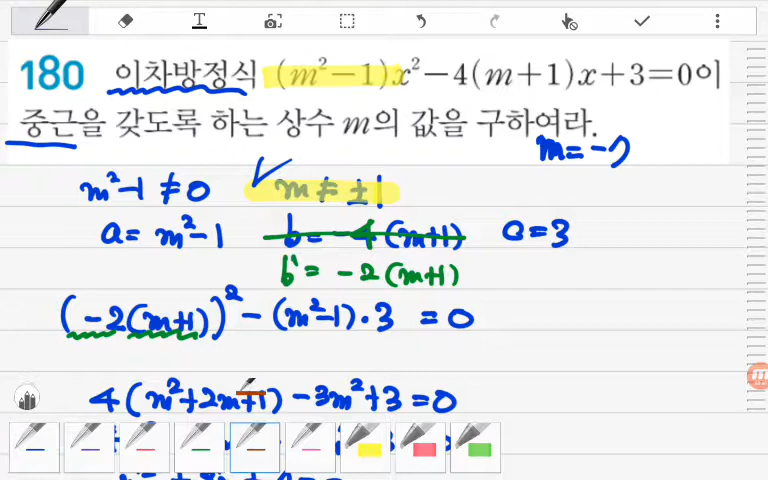 180 이차방정식 (m²−1)x²−4(m+1)x+3=0이
중근을 갖도록 하는 상수 m의 값을 구하여라.
m=−7
m²−1≠0 m≠±1
a=m²−1 b=−4(m+1) c=3
b'=−2(m+1)
(−2(m+1))²−(m²−1)·3=0
4(m²+2m+1)−3m²+3=0